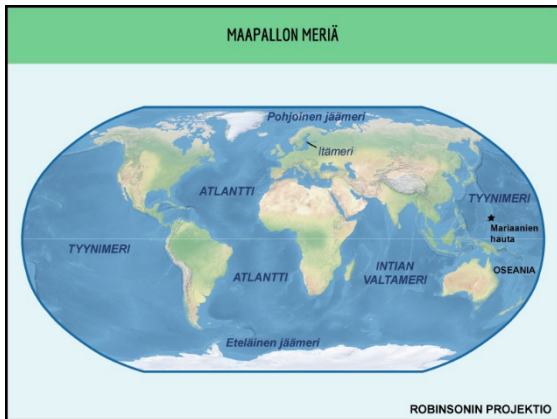 MAAPALLON MERIÄ
Pohjoinen jäämeri
Itämeri
ATLANTTI
TYYNIMERI
Mariaanien
hauta
TYYNIMERI
ATLANTTI
INTIAN
VALTAMERI
OSEANIA
Eteläinen jäämeri
ROBINSONIN PROJEKTIO